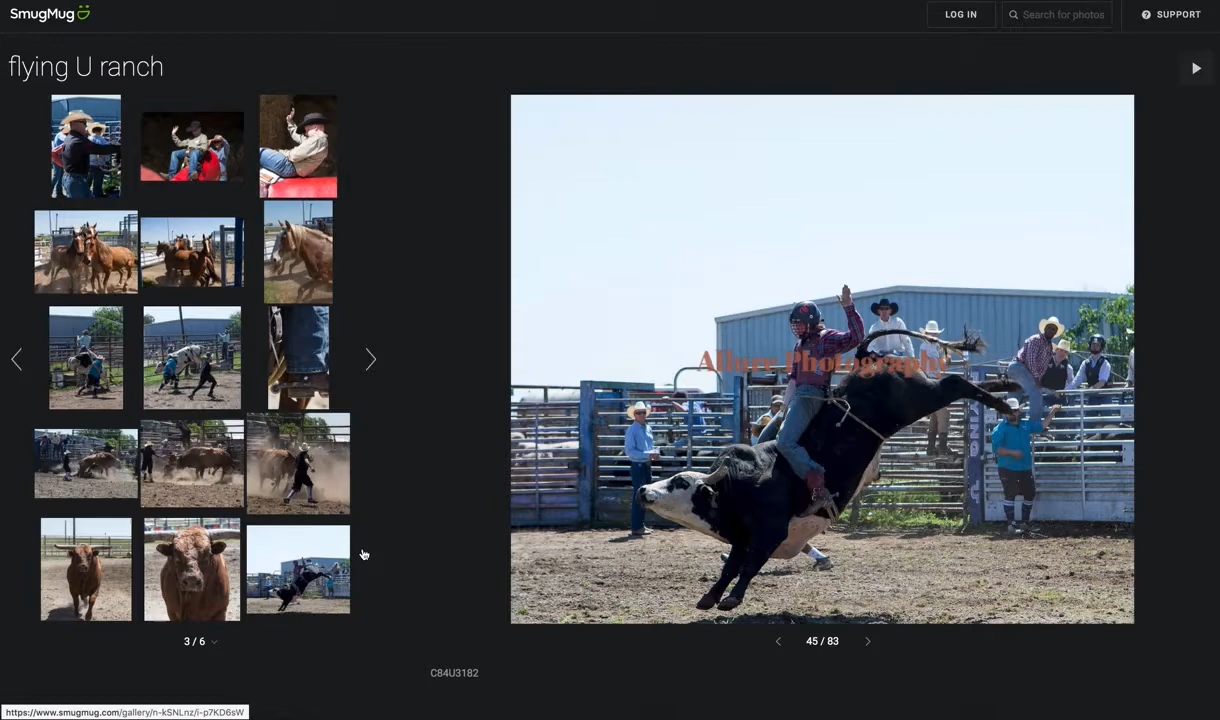 SmugMug
LOG IN
Search for photos
SUPPORT
flying U ranch
Allure Photography
3 / 6
45 / 83
C84U3182
https://www.smugmug.com/gallery/n-kSNLnz/i-p7KD6sW